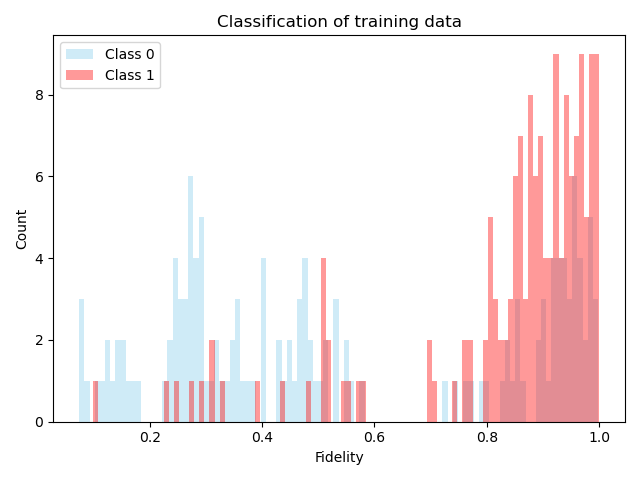 Classification of training data
Class 0
Class 1
8
6
4
2
0
Count
0.2 0.4 0.6 0.8 1.0
Fidelity